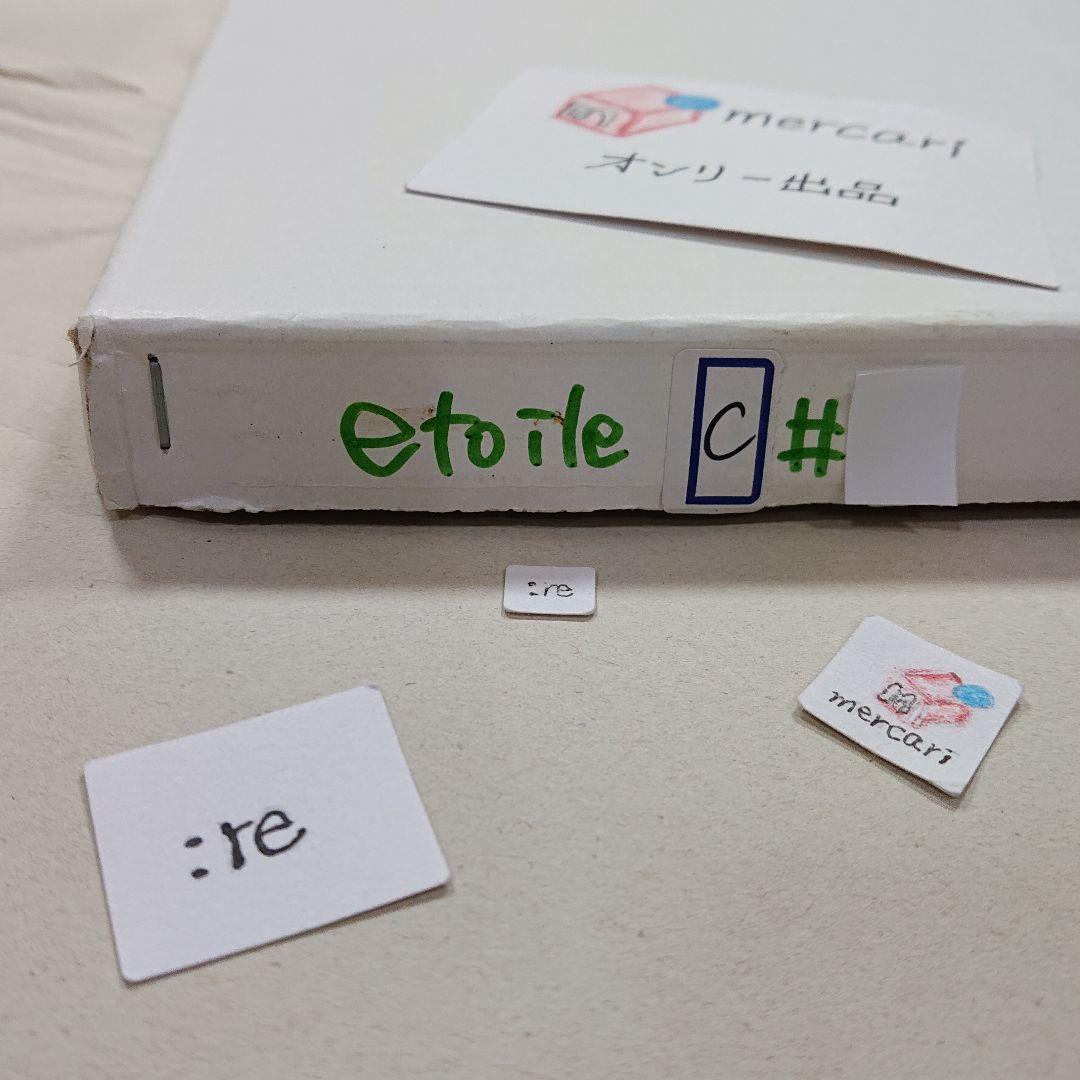 mercari
オンリー出品
etoile C #
:re
mercari
:re